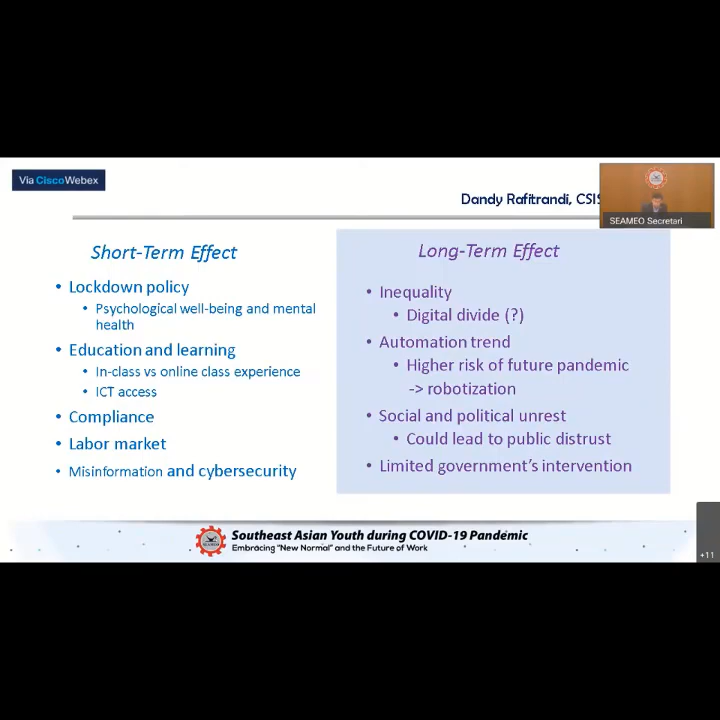 Via CiscoWebex
Dandy Rafitrandi, CSIS
SEAMEO Secretari
Short-Term Effect
• Lockdown policy
• Psychological well-being and mental
health
• Education and learning
• In-class vs online class experience
• ICT access
• Compliance
• Labor market
• Misinformation and cybersecurity
Long-Term Effect
• Inequality
• Digital divide (?)
• Automation trend
• Higher risk of future pandemic
-> robotization
• Social and political unrest
• Could lead to public distrust
• Limited government's intervention
Southeast Asian Youth during COVID-19 Pandemic
Embracing "New Normal" and the Future of Work
+11